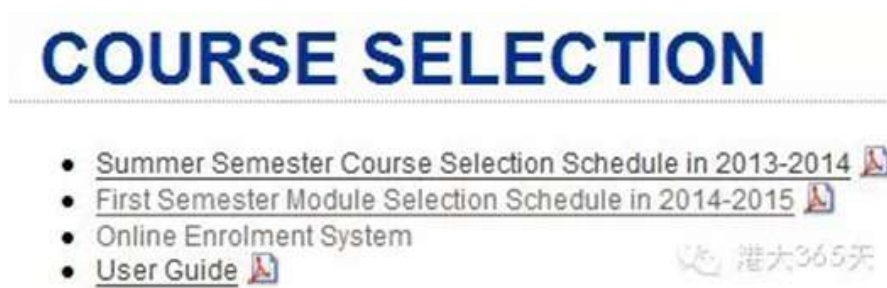 COURSE SELECTION
Summer Semester Course Selection Schedule in 2013-2014
First Semester Module Selection Schedule in 2014-2015
Online Enrolment System
User Guide
港大365天